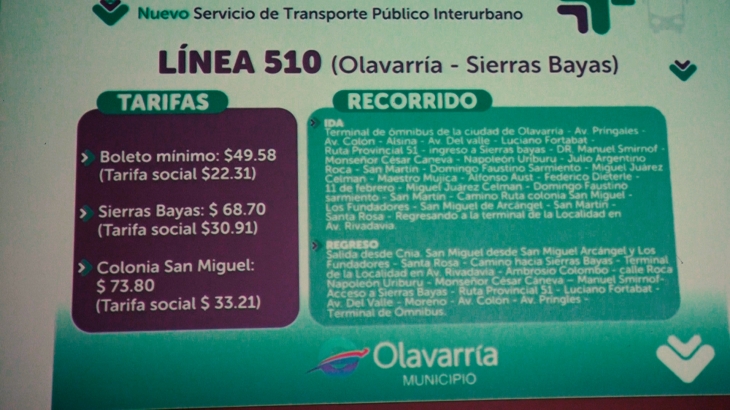 Nuevo Servicio de Transporte Público Interurbano
LÍNEA 510 (Olavarría - Sierras Bayas)
TARIFAS
Boleto mínimo: $49.58
(Tarifa social $22.31)
Sierras Bayas: $ 68.70
(Tarifa social $30.91)
Colonia San Miguel:
$ 73.80
(Tarifa social $ 33.21)
RECORRIDO
IDA
Terminal de ómnibus de la ciudad de Olavarría - Av. Pringales -
Av. Colón - Alsina - Av. Del valle - Luciano Fortabat -
Ruta Provincial 51 - ingreso a Sierras bayas - DR. Manuel Smirnof -
Monseñor César Caneva - Napoleón Uriburu - Julio Argentino
Roca - San Martín - Domingo Faustino Sarmiento - Miguel Juárez
Celman - Maestro Mujica - Alfonso Aust - Federico Dieterle -
11 de febrero - Miguel Juárez Celman - Domingo Faustino
sarmiento - San Martin - Camino Ruta colonia San Miguel -
Los Fundadores - San Miguel de Arcángel - San Martín -
Santa Rosa - Regresando a la terminal de la Localidad en
Av. Rivadavia.
REGRESO
Salida desde Cnia. San Miguel desde San Miguel Arcángel y Los
Fundadores - Santa Rosa - Camino hacia Sierras Bayas - Terminal
de la Localidad en Av. Rivadavia - Ambrosio Colombo - calle Roca
Napoleón Uriburu - Monseñor César Caneva - Manuel Smirnof-
Acceso a Sierras Bayas - Ruta Provincial 51 - Luciano Fortabat -
Av. Del Valle - Moreno - Av. Colón - Av. Pringles -
Terminal de Ómnibus.
Olavarría
MUNICIPIO